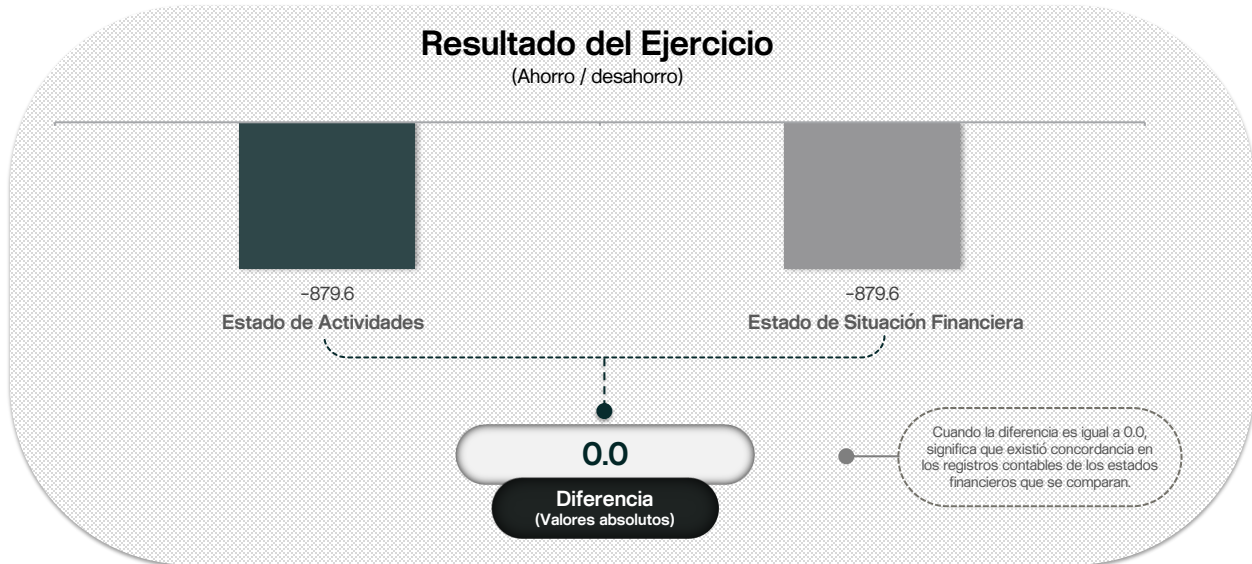 Resultado del Ejercicio
(Ahorro / desahorro)
-879.6
Estado de Actividades
-879.6
Estado de Situación Financiera
0.0
Diferencia
(Valores absolutos)
Cuando la diferencia es igual a 0.0,
significa que existió concordancia en
los registros contables de los estados
financieros que se comparan.